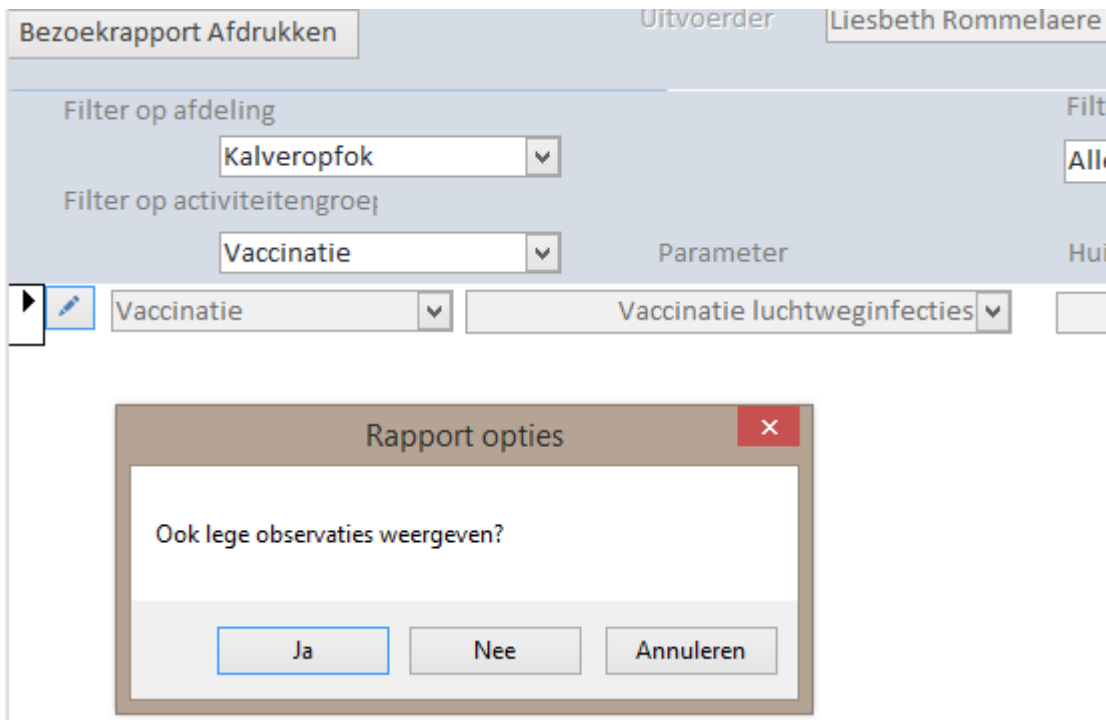 Bezoekrapport Afdrukken
Uitvoerder
Liesbeth Rommelaere
Filter op afdeling
Kalveropfok
Filter op activiteitengroe
Vaccinatie
Parameter
Vaccinatie
Vaccinatie luchtweginfecties
Rapport opties
Ook lege observaties weergeven?
Ja
Nee
Annuleren